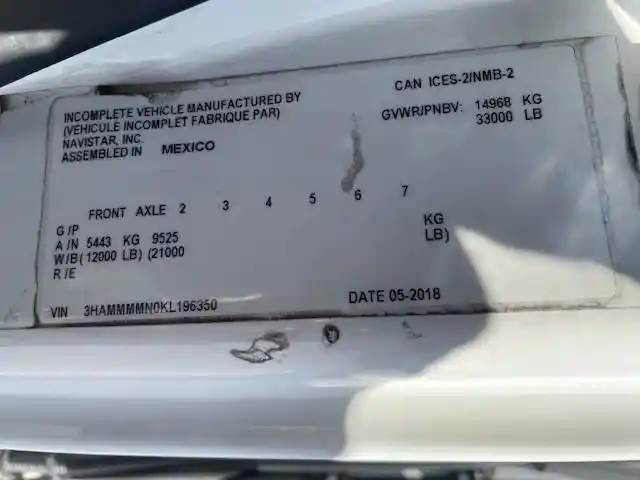 INCOMPLETE VEHICLE MANUFACTURED BY
(VEHICULE INCOMPLET FABRIQUE PAR)
NAVISTAR, INC.
ASSEMBLED IN MEXICO
CAN ICES-2/NMB-2
GVWR/PNBV: 14968 KG
33000 LB
FRONT AXLE 2 3 4 5 6 7
G/P
A/N 5443 KG 9525 KG
W/B (12000 LB) (21000 LB)
R/E
VIN 3HAMMMMN0KL196350 DATE 05-2018